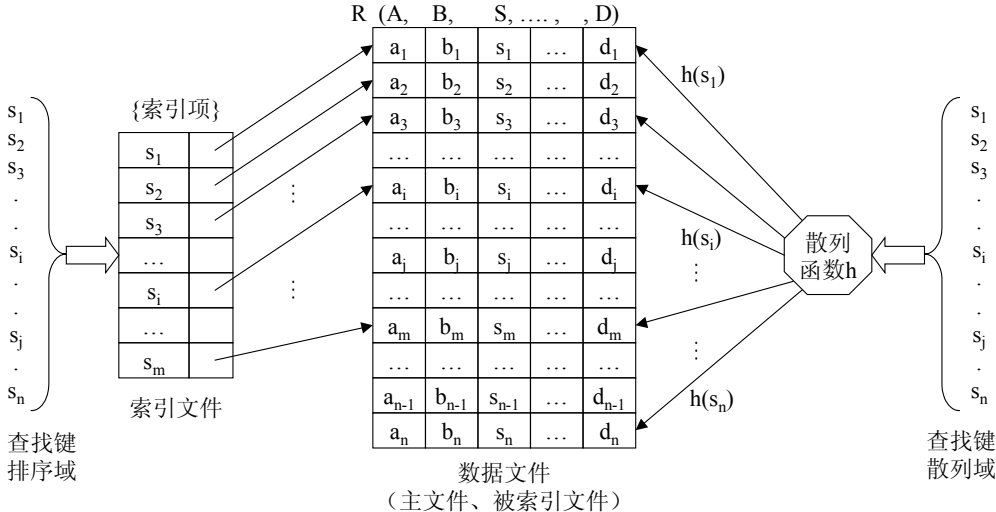 R (A, B, S, …. , , D)
a1 b1 s1 … d1
a2 b2 s2 … d2
a3 b3 s3 … d3
… … … … …
ai bi si … di
… … … … …
aj bj sj … dj
… … … … …
am bm sm … dm
… … … … …
an-1 bn-1 sn-1 … dn-1
an bn sn … dn
数据文件
（主文件、被索引文件）
s1
s2
s3
.
.
si
.
.
sj
.
sn
查找键
排序域
{索引项}
s1
s2
s3
…
si
…
sm
索引文件
⋮
⋮
h(s1)
h(si)
⋮
⋮
h(sn)
散列
函数h
s1
s2
s3
.
.
si
.
.
sj
.
sn
查找键
散列域